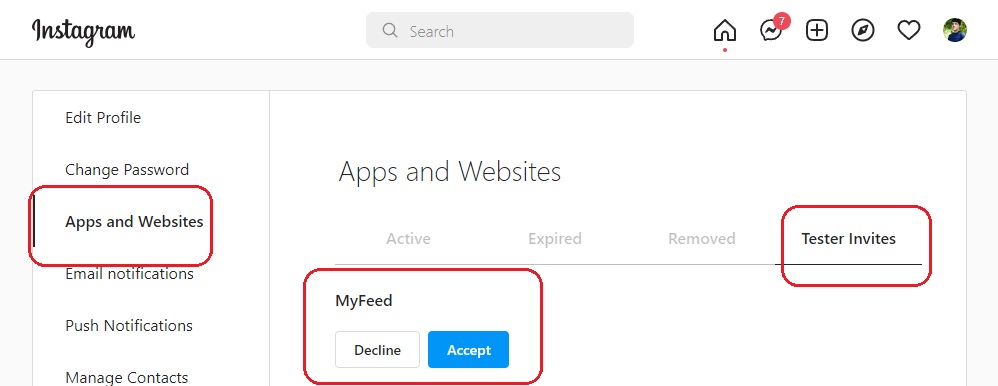 Instagram
Search
7
Edit Profile
Change Password
Apps and Websites
Email notifications
Push Notifications
Manage Contacts
Apps and Websites
Active Expired Removed Tester Invites
MyFeed
Decline Accept